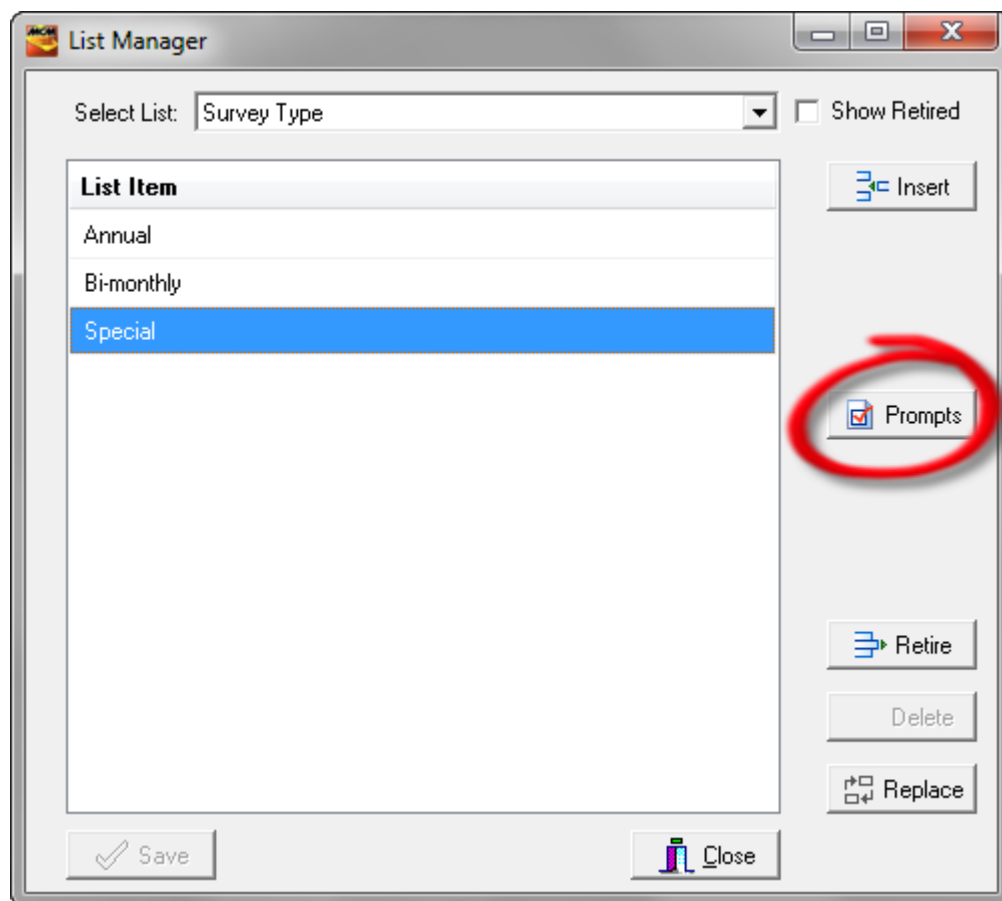 MCM List Manager
Select List: Survey Type Show Retired
List Item
Insert
Annual
Bi-monthly
Special
Prompts
Retire
Delete
Replace
Save Close